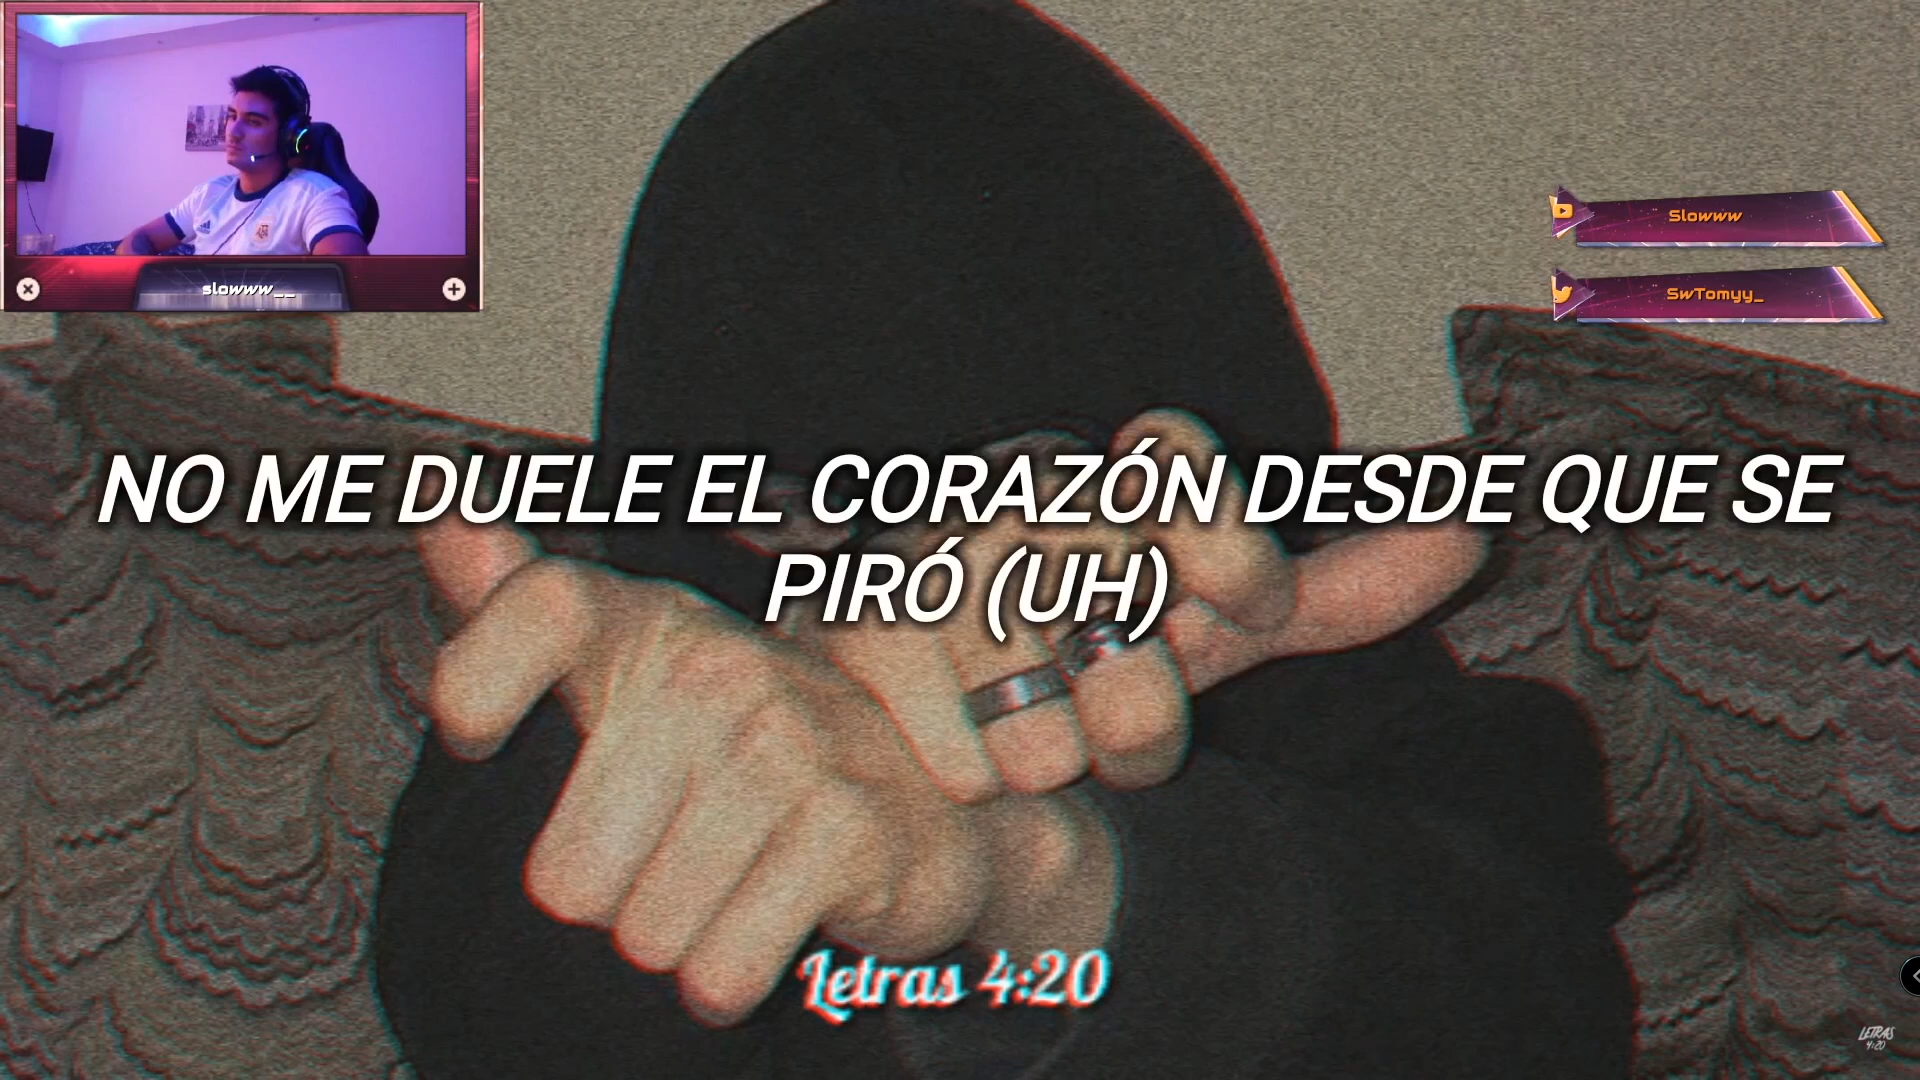 slowww__
Slowww
SwTomyy_
NO ME DUELE EL CORAZÓN DESDE QUE SE
PIRÓ (UH)
Letras 4:20
LETRAS
4:20